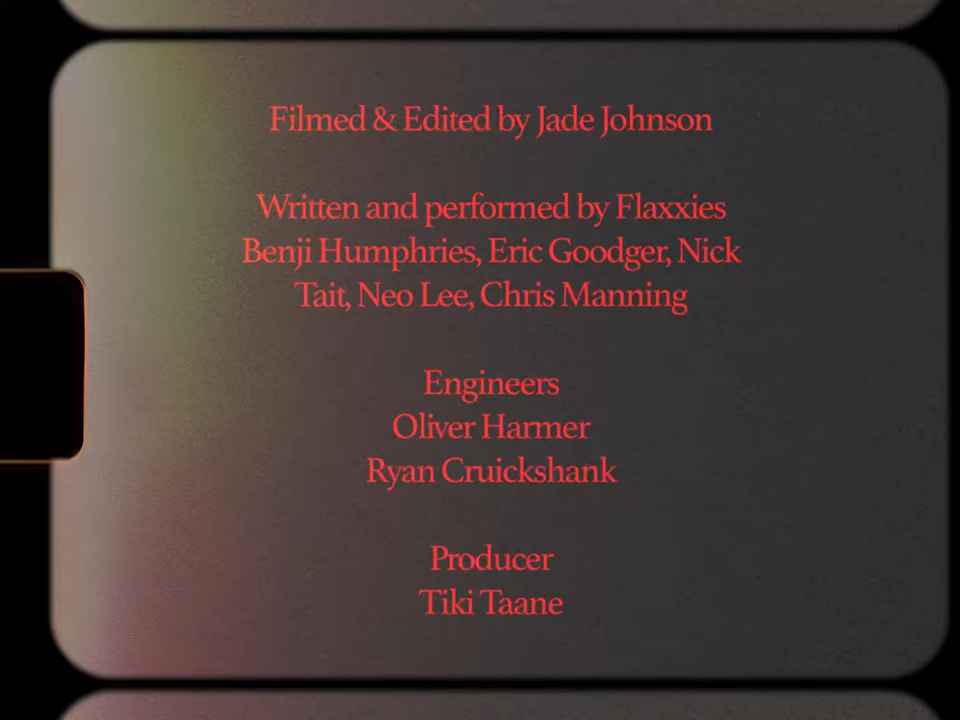 Filmed & Edited by Jade Johnson
Written and performed by Flaxxies
Benji Humphries, Eric Goodger, Nick
Tait, Neo Lee, Chris Manning
Engineers
Oliver Harmer
Ryan Cruickshank
Producer
Tiki Taane